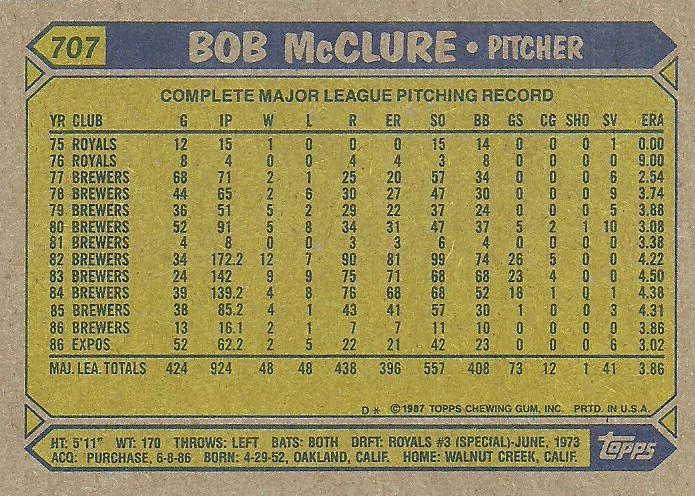 707 BOB McCLURE • PITCHER
COMPLETE MAJOR LEAGUE PITCHING RECORD
YR CLUB G IP W L R ER SO BB GS CG SHO SV ERA
75 ROYALS 12 15 1 0 0 0 15 14 0 0 0 1 0.00
76 ROYALS 8 4 0 0 4 4 3 8 0 0 0 0 9.00
77 BREWERS 68 71 2 1 25 20 57 34 0 0 0 6 2.54
78 BREWERS 44 65 2 6 30 27 47 30 0 0 0 9 3.74
79 BREWERS 36 51 5 2 29 22 37 24 0 0 0 5 3.88
80 BREWERS 52 91 5 8 34 31 47 37 5 2 1 10 3.08
81 BREWERS 4 8 0 0 3 3 6 4 0 0 0 0 3.38
82 BREWERS 34 172.2 12 7 90 81 99 74 26 5 0 0 4.22
83 BREWERS 24 142 9 9 75 71 68 68 23 4 0 0 4.50
84 BREWERS 39 139.2 4 8 76 68 68 52 18 1 0 1 4.38
85 BREWERS 38 85.2 4 1 43 41 57 30 1 0 0 3 4.31
86 BREWERS 13 16.1 2 1 7 7 11 10 0 0 0 0 3.86
86 EXPOS 52 62.2 2 5 22 21 42 23 0 0 0 6 3.02
MAJ. LEA. TOTALS 424 924 48 48 438 396 557 408 73 12 1 41 3.86
D* ©1987 TOPPS CHEWING GUM, INC. PRTD. IN U.S.A.
HT: 5'11" WT: 170 THROWS: LEFT BATS: BOTH DRFT: ROYALS #3 (SPECIAL)-JUNE, 1973
ACQ: PURCHASE, 6-8-86 BORN: 4-29-52, OAKLAND, CALIF. HOME: WALNUT CREEK, CALIF.
topps